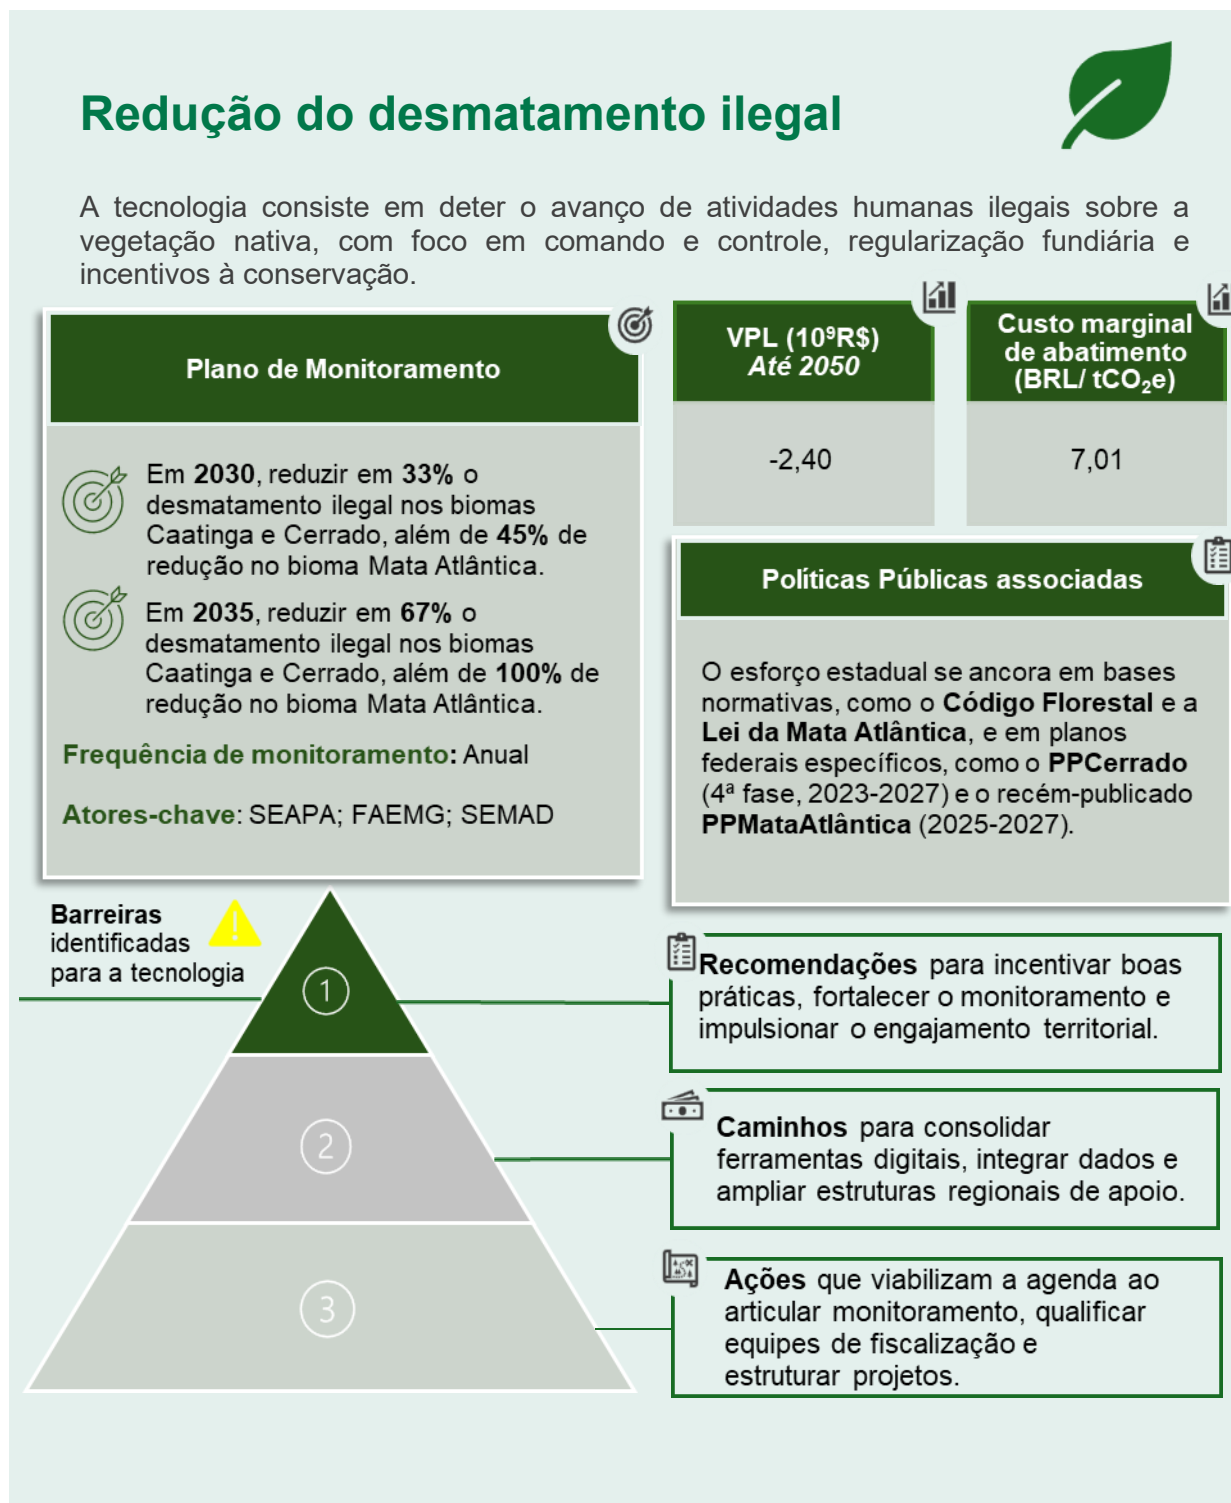 Redução do desmatamento ilegal
A tecnologia consiste em deter o avanço de atividades humanas ilegais sobre a
vegetação nativa, com foco em comando e controle, regularização fundiária e
incentivos à conservação.
Plano de Monitoramento
Em 2030, reduzir em 33% o
desmatamento ilegal nos biomas
Caatinga e Cerrado, além de 45% de
redução no bioma Mata Atlântica.
Em 2035, reduzir em 67% o
desmatamento ilegal nos biomas
Caatinga e Cerrado, além de 100% de
redução no bioma Mata Atlântica.
Frequência de monitoramento: Anual
Atores-chave: SEAPA; FAEMG; SEMAD
VPL (10⁹R$)
Até 2050
-2,40
Custo marginal
de abatimento
(BRL/ tCO₂e)
7,01
Políticas Públicas associadas
O esforço estadual se ancora em bases
normativas, como o Código Florestal e a
Lei da Mata Atlântica, e em planos
federais específicos, como o PPCerrado
(4ª fase, 2023-2027) e o recém-publicado
PPMataAtlântica (2025-2027).
Barreiras
identificadas
para a tecnologia
1
2
3
Recomendações para incentivar boas
práticas, fortalecer o monitoramento e
impulsionar o engajamento territorial.
Caminhos para consolidar
ferramentas digitais, integrar dados e
ampliar estruturas regionais de apoio.
Ações que viabilizam a agenda ao
articular monitoramento, qualificar
equipes de fiscalização e
estruturar projetos.